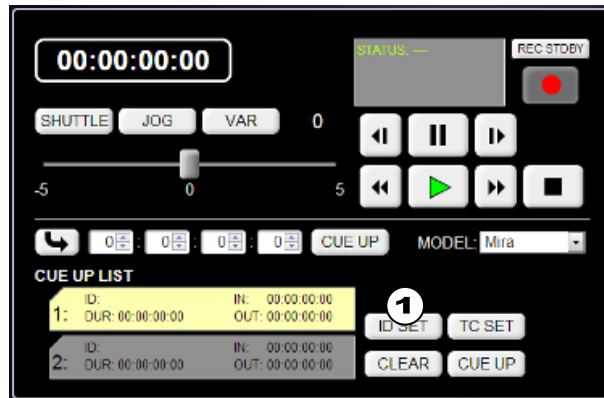 00:00:00:00
STATUS: ---
REC STDBY
SHUTTLE JOG VAR 0
-5 0 5
0 : 0 : 0 : 0 CUE UP MODEL: Mira
CUE UP LIST
1: ID: IN: 00:00:00:00
DUR: 00:00:00:00 OUT: 00:00:00:00
1
ID SET TC SET
2: ID: IN: 00:00:00:00
DUR: 00:00:00:00 OUT: 00:00:00:00
CLEAR CUE UP